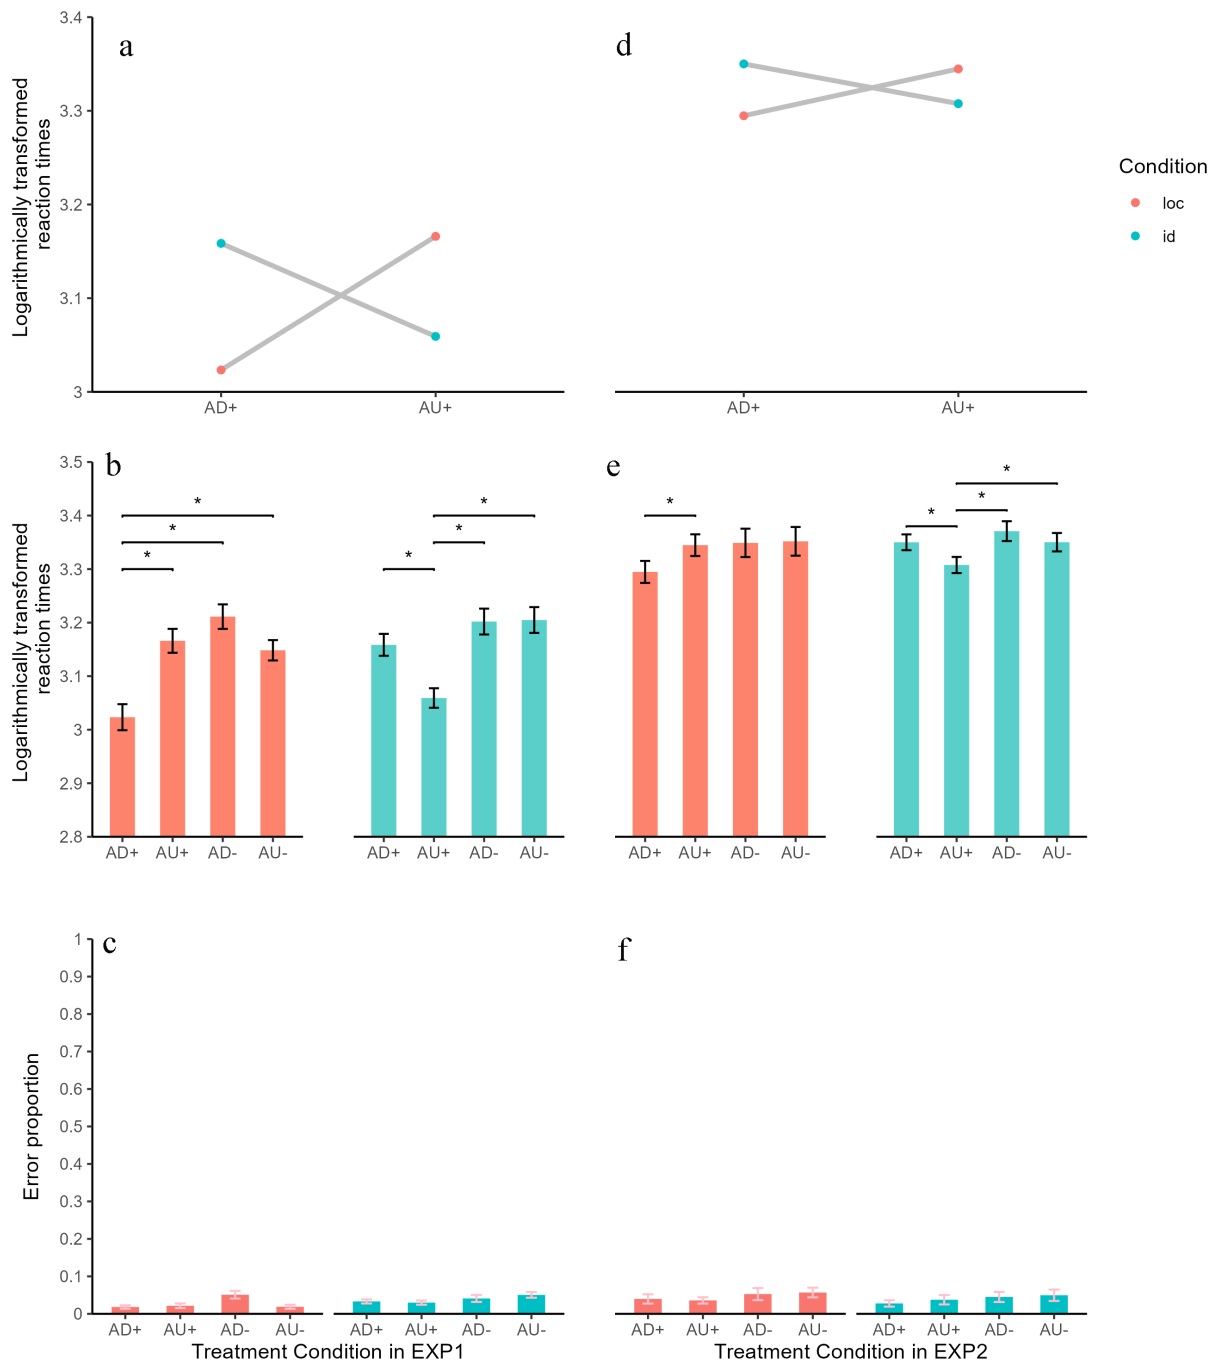 a
d
3.4
3.3
3.2
3.1
3
Logarithmically transformed
reaction times
AD+ AU+
AD+ AU+
Condition
loc
id
b
e
3.5
3.4
3.3
3.2
3.1
3
2.9
2.8
Logarithmically transformed
reaction times
* * *
* * *
*
* * *
AD+ AU+ AD- AU-
AD+ AU+ AD- AU-
AD+ AU+ AD- AU-
AD+ AU+ AD- AU-
c
f
1
0.9
0.8
0.7
0.6
0.5
0.4
0.3
0.2
0.1
0
Error proportion
AD+ AU+ AD- AU-
AD+ AU+ AD- AU-
AD+ AU+ AD- AU-
AD+ AU+ AD- AU-
Treatment Condition in EXP1
Treatment Condition in EXP2